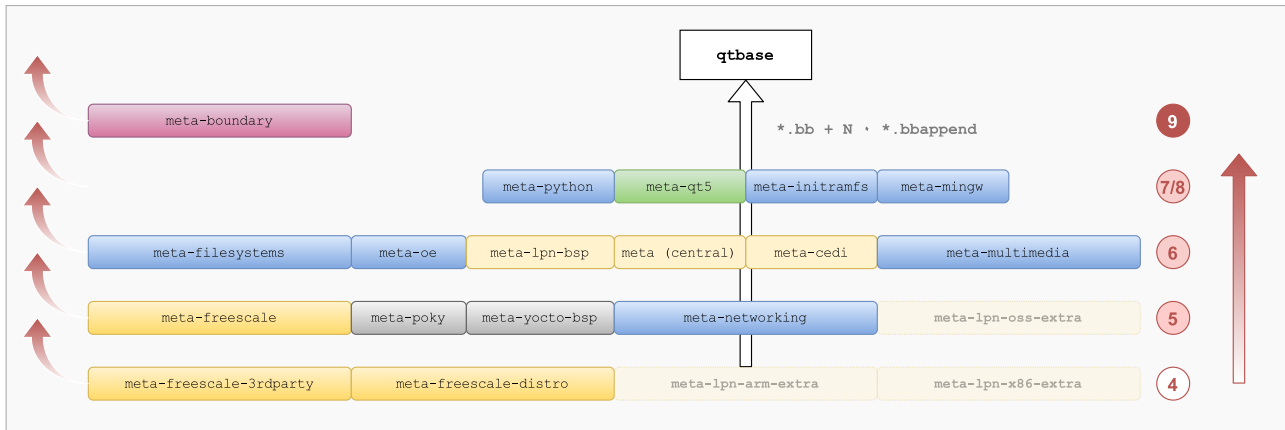 qtbase
*.bb + N · *.bbappend
meta-boundary
9
meta-python meta-qt5 meta-initramfs meta-mingw
7/8
meta-filesystems meta-oe meta-lpn-bsp meta (central) meta-cedi meta-multimedia
6
meta-freescale meta-poky meta-yocto-bsp meta-networking meta-lpn-oss-extra
5
meta-freescale-3rdparty meta-freescale-distro meta-lpn-arm-extra meta-lpn-x86-extra
4